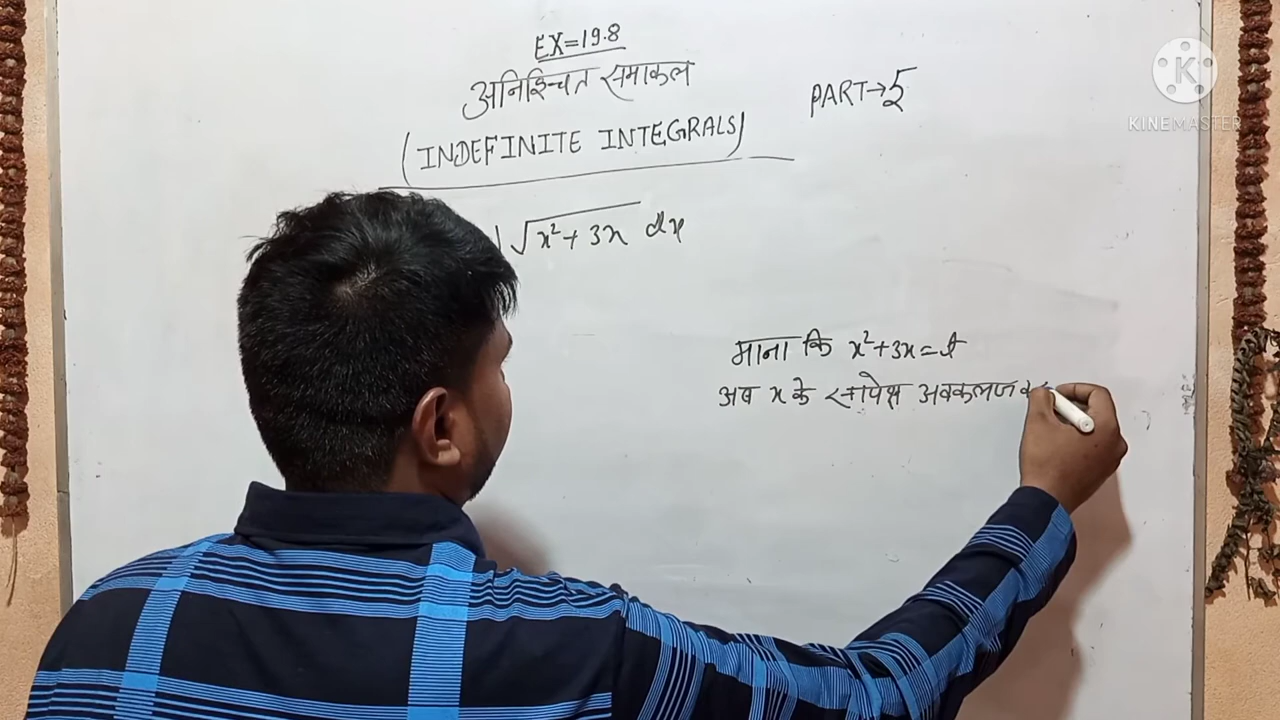 EX=19.8
अनिश्चित समाकल
PART→5
(INDEFINITE INTEGRALS)
√x²+3x dx
माना कि x²+3x=t
अब x के सापेक्ष अवकलज
KINEMASTER